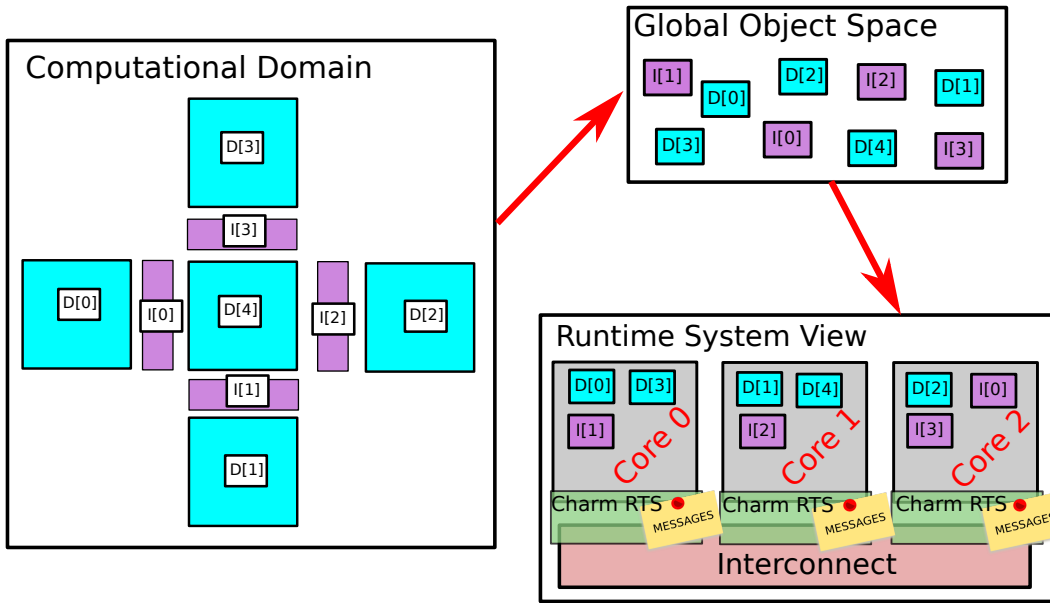 Computational Domain
D[3]
I[3]
D[0]
I[0]
D[4]
I[2]
D[2]
I[1]
D[1]
Global Object Space
I[1]
D[0]
D[2]
I[2]
D[1]
D[3]
I[0]
D[4]
I[3]
Runtime System View
D[0]
D[3]
I[1]
Core 0
Charm RTS
MESSAGES
D[1]
D[4]
I[2]
Core 1
Charm RTS
MESSAGES
D[2]
I[0]
I[3]
Core 2
Charm RTS
MESSAGES
Interconnect